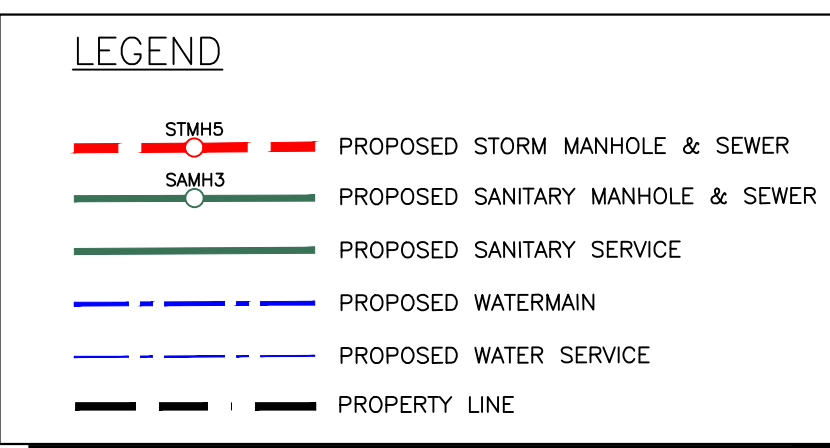 LEGEND
STMH5
PROPOSED STORM MANHOLE & SEWER
SAMH3
PROPOSED SANITARY MANHOLE & SEWER
PROPOSED SANITARY SERVICE
PROPOSED WATERMAIN
PROPOSED WATER SERVICE
PROPERTY LINE